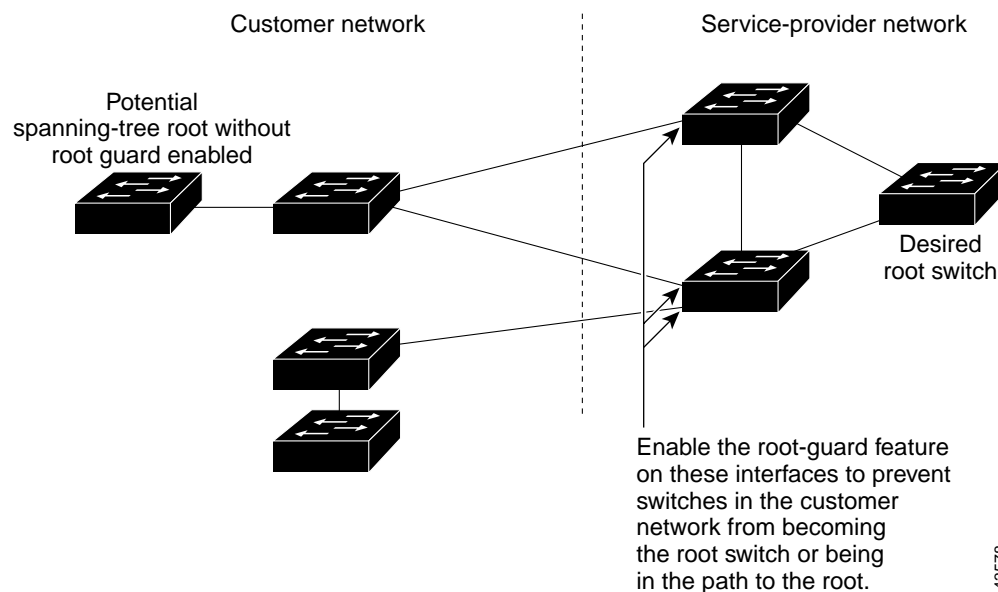 Customer network
Service-provider network
Potential
spanning-tree root without
root guard enabled
Desired
root switch
Enable the root-guard feature
on these interfaces to prevent
switches in the customer
network from becoming
the root switch or being
in the path to the root.